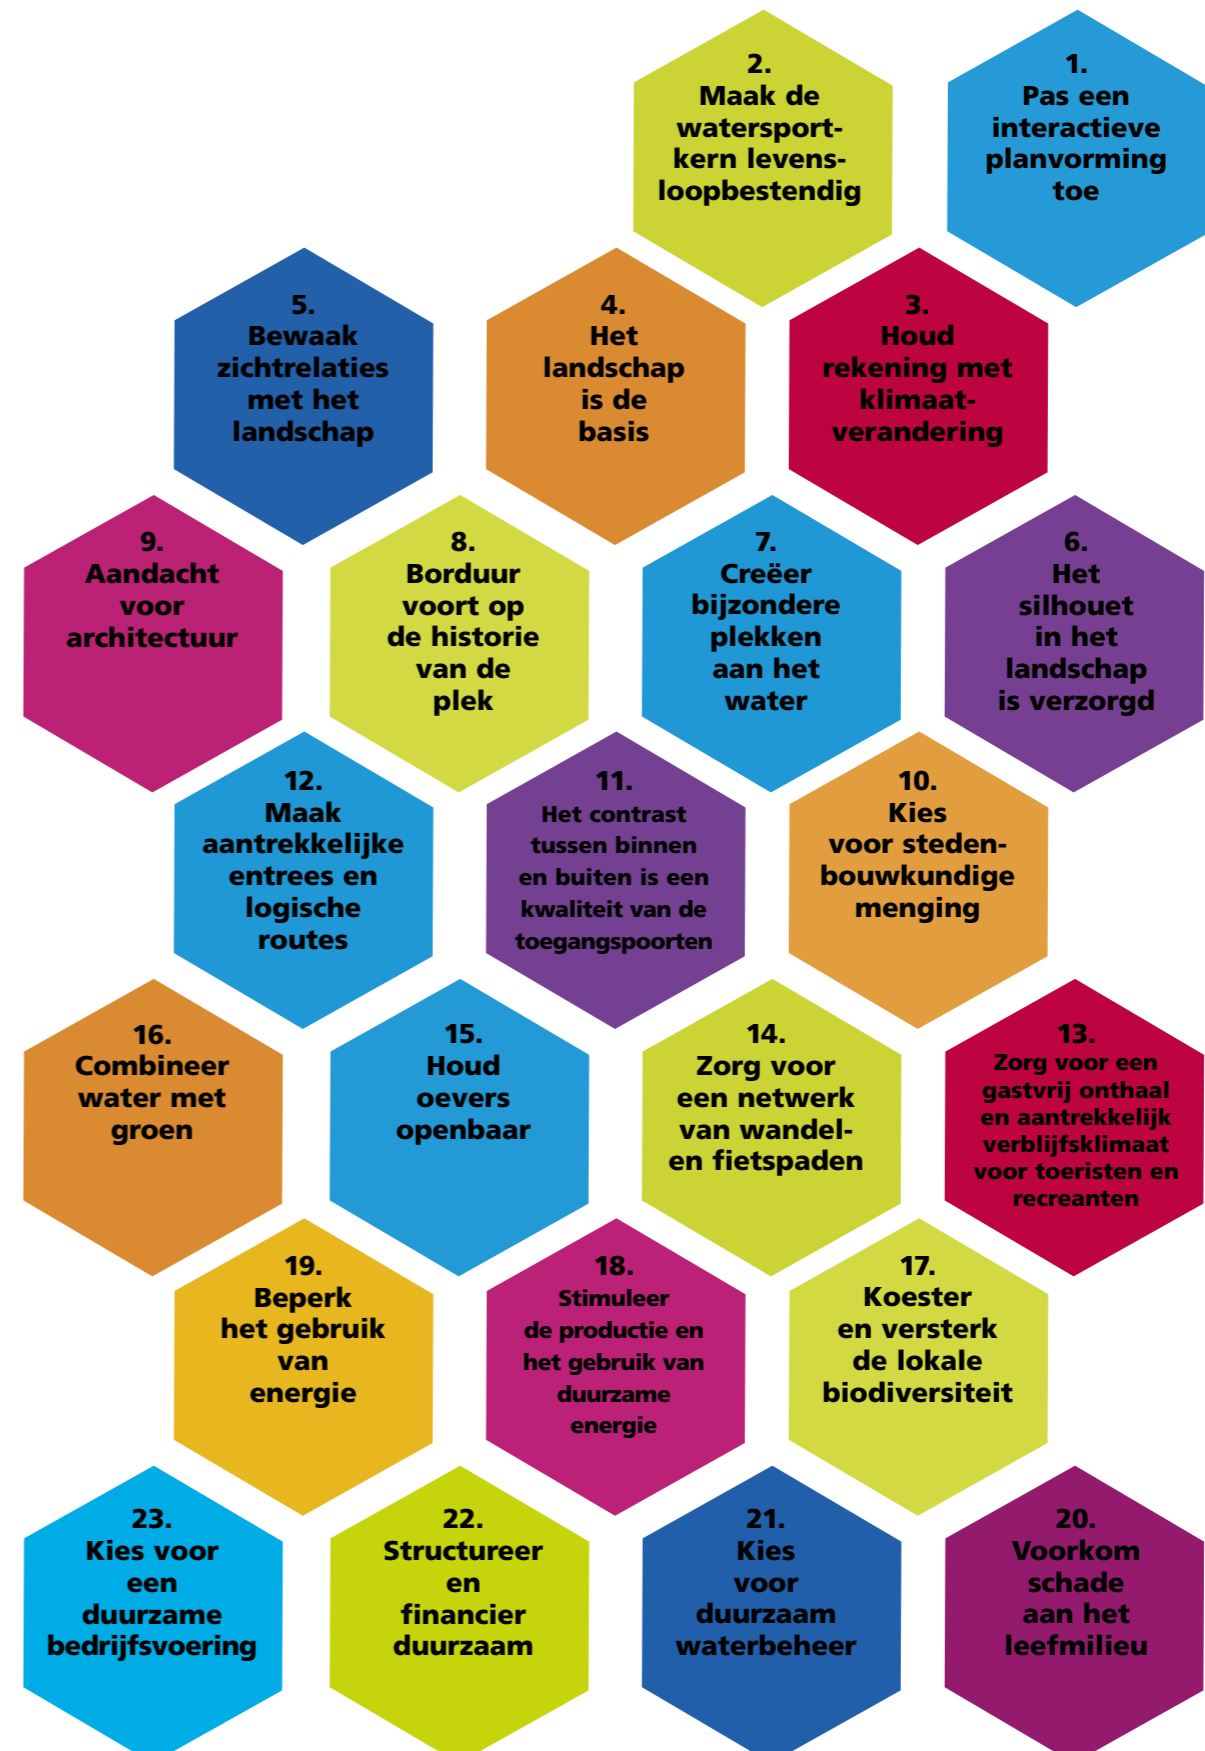 1.
Pas een
interactieve
planvorming
toe
2.
Maak de
watersport-
kern levens-
loopbestendig
3.
Houd
rekening met
klimaat-
verandering
4.
Het
landschap
is de
basis
5.
Bewaak
zichtrelaties
met het
landschap
6.
Het
silhouet
in het
landschap
is verzorgd
7.
Creëer
bijzondere
plekken
aan het
water
8.
Borduur
voort op
de historie
van de
plek
9.
Aandacht
voor
architectuur
10.
Kies
voor steden-
bouwkundige
menging
11.
Het contrast
tussen binnen
en buiten is een
kwaliteit van de
toegangspoorten
12.
Maak
aantrekkelijke
entrees en
logische
routes
13.
Zorg voor een
gastvrij onthaal
en aantrekkelijk
verblijfsklimaat
voor toeristen en
recreanten
14.
Zorg voor
een netwerk
van wandel-
en fietspaden
15.
Houd
oevers
openbaar
16.
Combineer
water met
groen
17.
Koester
en versterk
de lokale
biodiversiteit
18.
Stimuleer
de productie en
het gebruik van
duurzame
energie
19.
Beperk
het gebruik
van
energie
20.
Voorkom
schade
aan het
leefmilieu
21.
Kies
voor
duurzaam
waterbeheer
22.
Structureer
en
financier
duurzaam
23.
Kies voor
een
duurzame
bedrijfsvoering